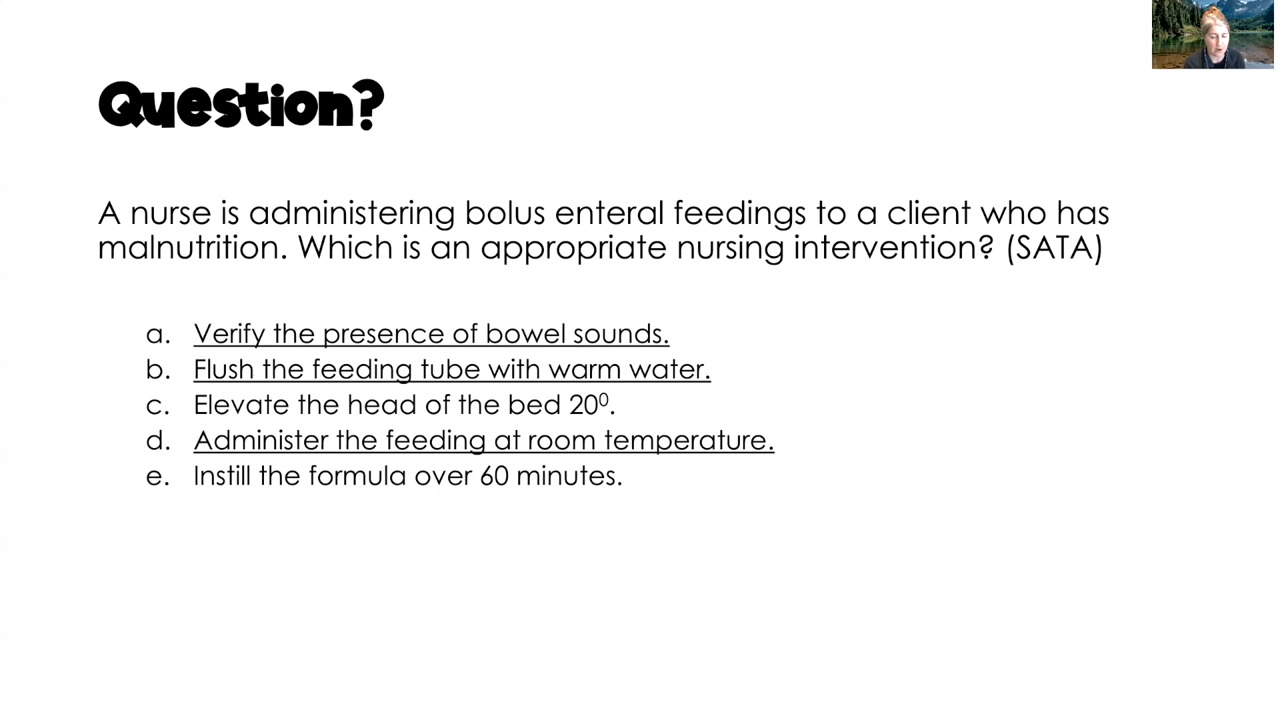 Question?
A nurse is administering bolus enteral feedings to a client who has
malnutrition. Which is an appropriate nursing intervention? (SATA)
a. Verify the presence of bowel sounds.
b. Flush the feeding tube with warm water.
c. Elevate the head of the bed 20⁰.
d. Administer the feeding at room temperature.
e. Instill the formula over 60 minutes.